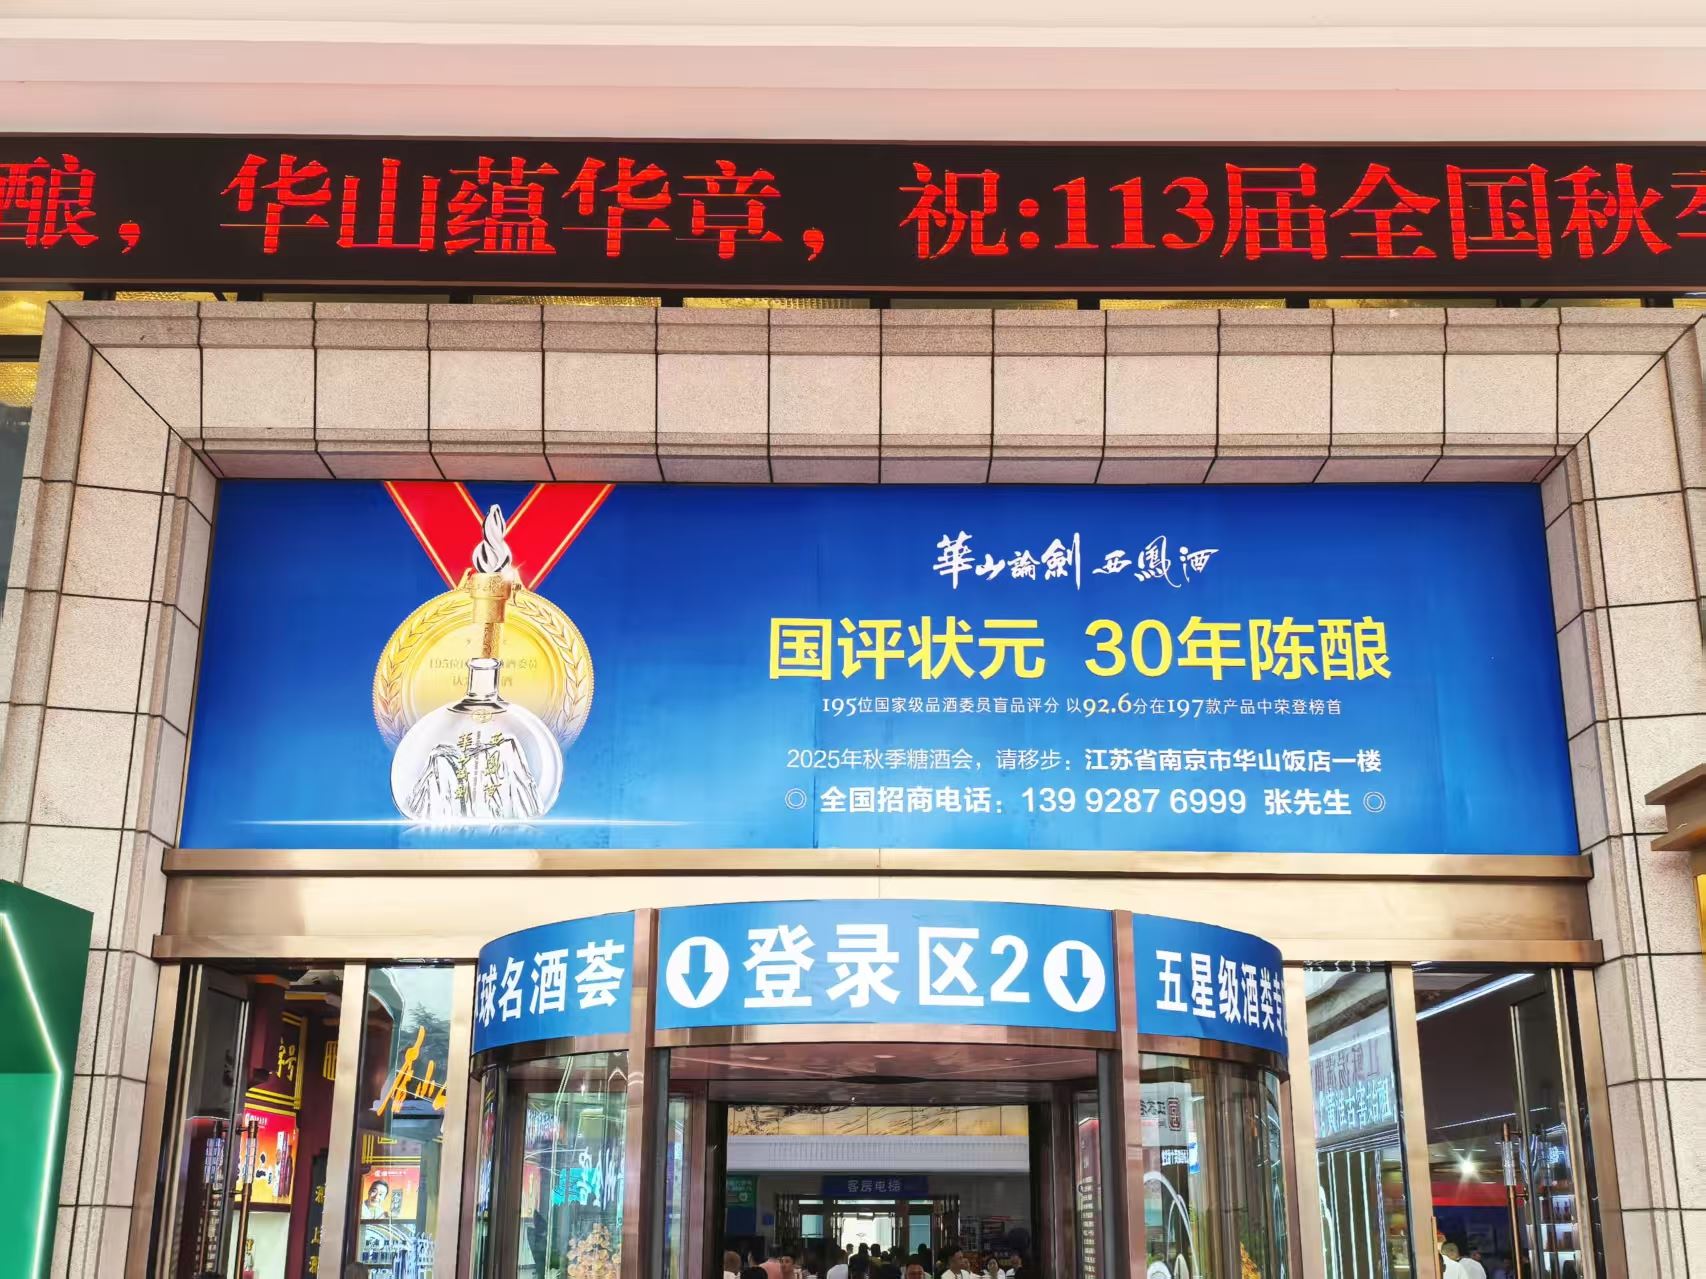 酿，华山蕴华章，祝:113届全国秋季
華山論劍 西鳳酒
国评状元 30年陈酿
195位国家级品酒委员盲品评分 以92.6分在197款产品中荣登榜首
2025年秋季糖酒会，请移步：江苏省南京市华山饭店一楼
◎ 全国招商电话：139 9287 6999 张先生 ◎
球名酒荟
登录区2
五星级酒类专
客房电梯